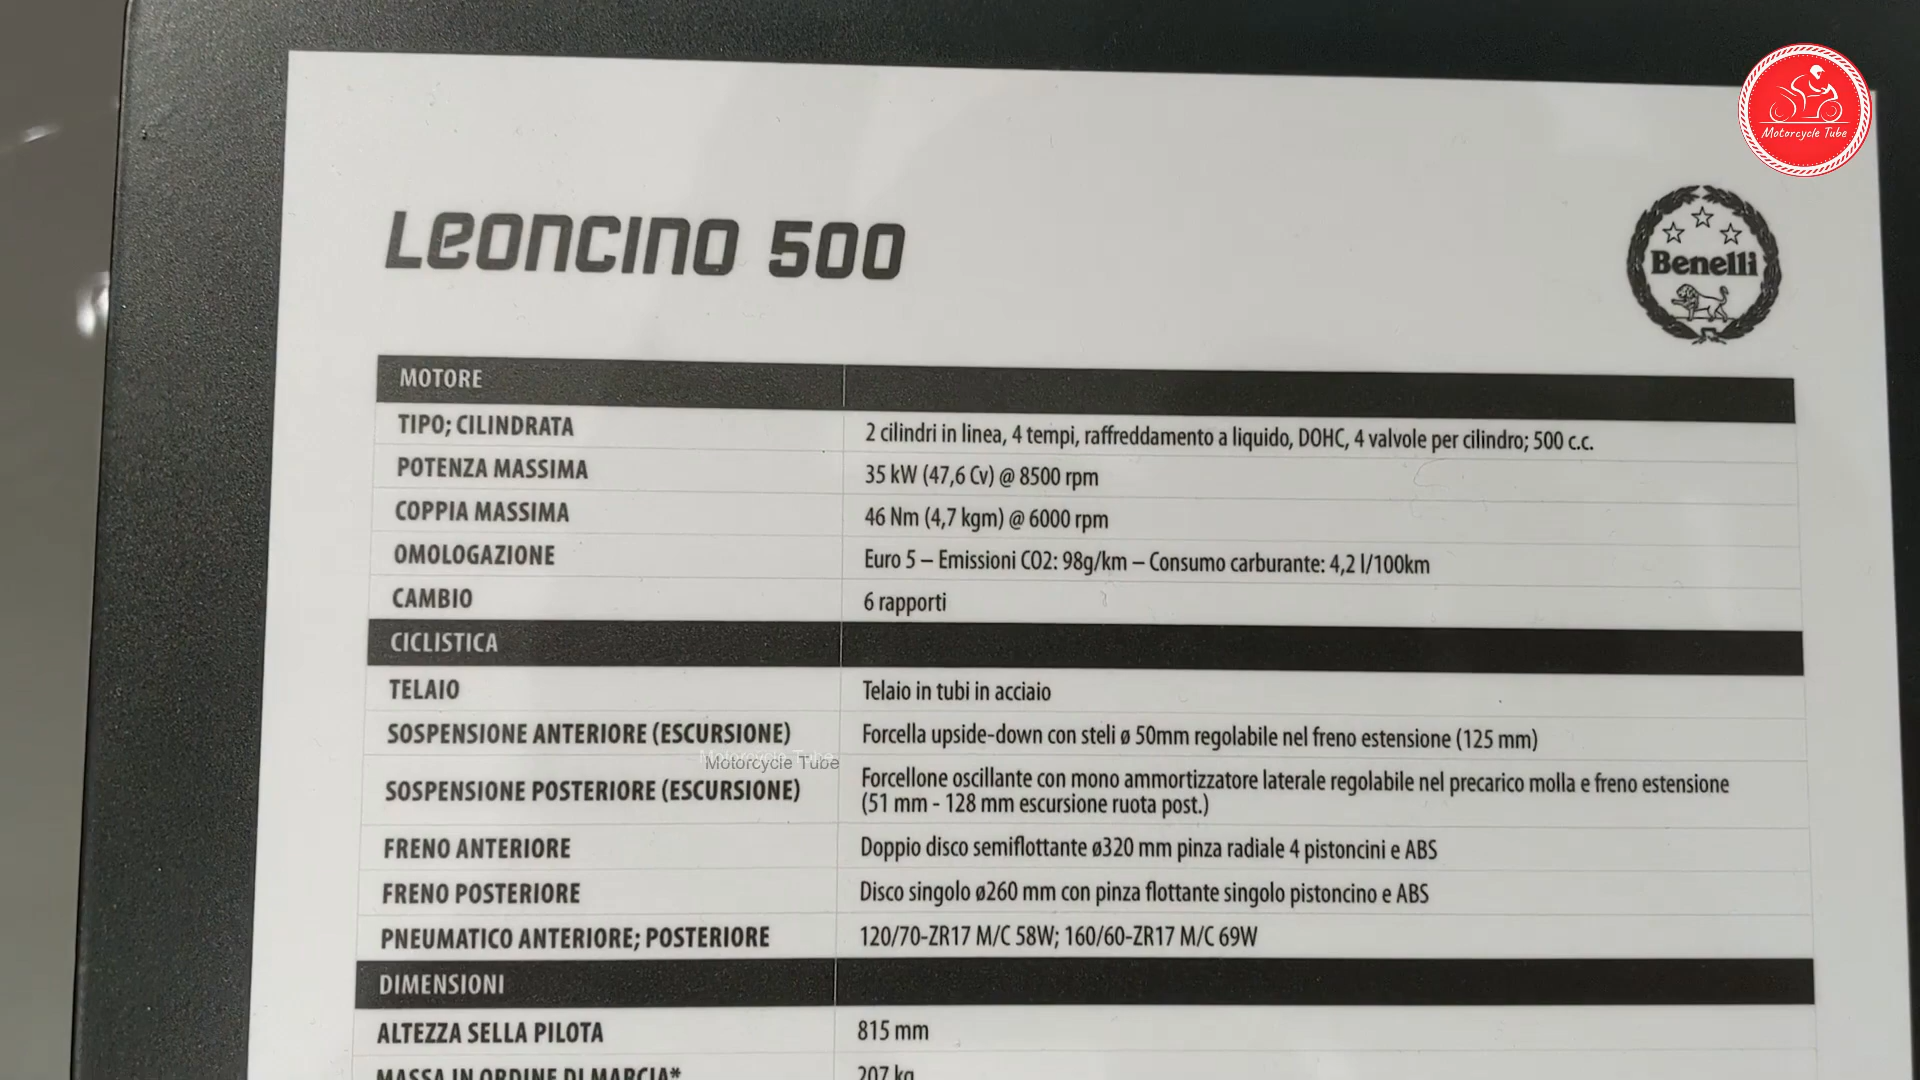 Motorcycle Tube
Leoncino 500
Benelli
MOTORE
TIPO; CILINDRATA 2 cilindri in linea, 4 tempi, raffreddamento a liquido, DOHC, 4 valvole per cilindro; 500 c.c.
POTENZA MASSIMA 35 kW (47,6 Cv) @ 8500 rpm
COPPIA MASSIMA 46 Nm (4,7 kgm) @ 6000 rpm
OMOLOGAZIONE Euro 5 – Emissioni CO2: 98g/km – Consumo carburante: 4,2 l/100km
CAMBIO 6 rapporti
CICLISTICA
TELAIO Telaio in tubi in acciaio
SOSPENSIONE ANTERIORE (ESCURSIONE) Forcella upside-down con steli ø 50mm regolabile nel freno estensione (125 mm)
Motorcycle Tube
SOSPENSIONE POSTERIORE (ESCURSIONE) Forcellone oscillante con mono ammortizzatore laterale regolabile nel precarico molla e freno estensione
(51 mm - 128 mm escursione ruota post.)
FRENO ANTERIORE Doppio disco semiflottante ø320 mm pinza radiale 4 pistoncini e ABS
FRENO POSTERIORE Disco singolo ø260 mm con pinza flottante singolo pistoncino e ABS
PNEUMATICO ANTERIORE; POSTERIORE 120/70-ZR17 M/C 58W; 160/60-ZR17 M/C 69W
DIMENSIONI
ALTEZZA SELLA PILOTA 815 mm
MASSA IN ORDINE DI MARCIA* 207 kg